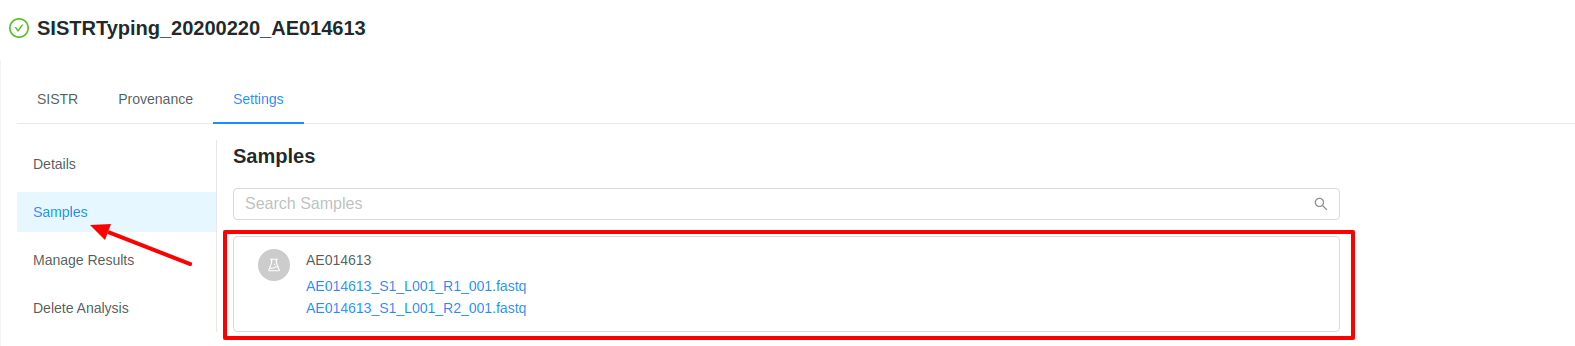 SISTRTyping_20200220_AE014613
SISTR Provenance Settings
Details
Samples
Manage Results
Delete Analysis
Samples
Search Samples
AE014613
AE014613_S1_L001_R1_001.fastq
AE014613_S1_L001_R2_001.fastq